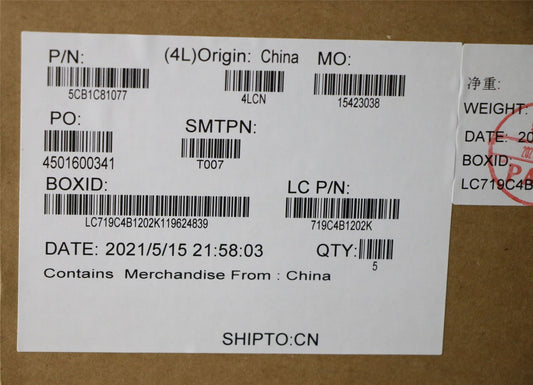 P/N:
(4L)Origin: China
MO:
5CB1C81077
4LCN
15423038
PO:
SMTPN:
4501600341
T007
BOXID:
LC P/N:
LC719C4B1202K119624839
719C4B1202K
DATE: 2021/5/15 21:58:03
QTY:
5
Contains Merchandise From : China
SHIPTO:CN
净重:
WEIGHT:
DATE: 20
BOXID:
LC719C4B
PA